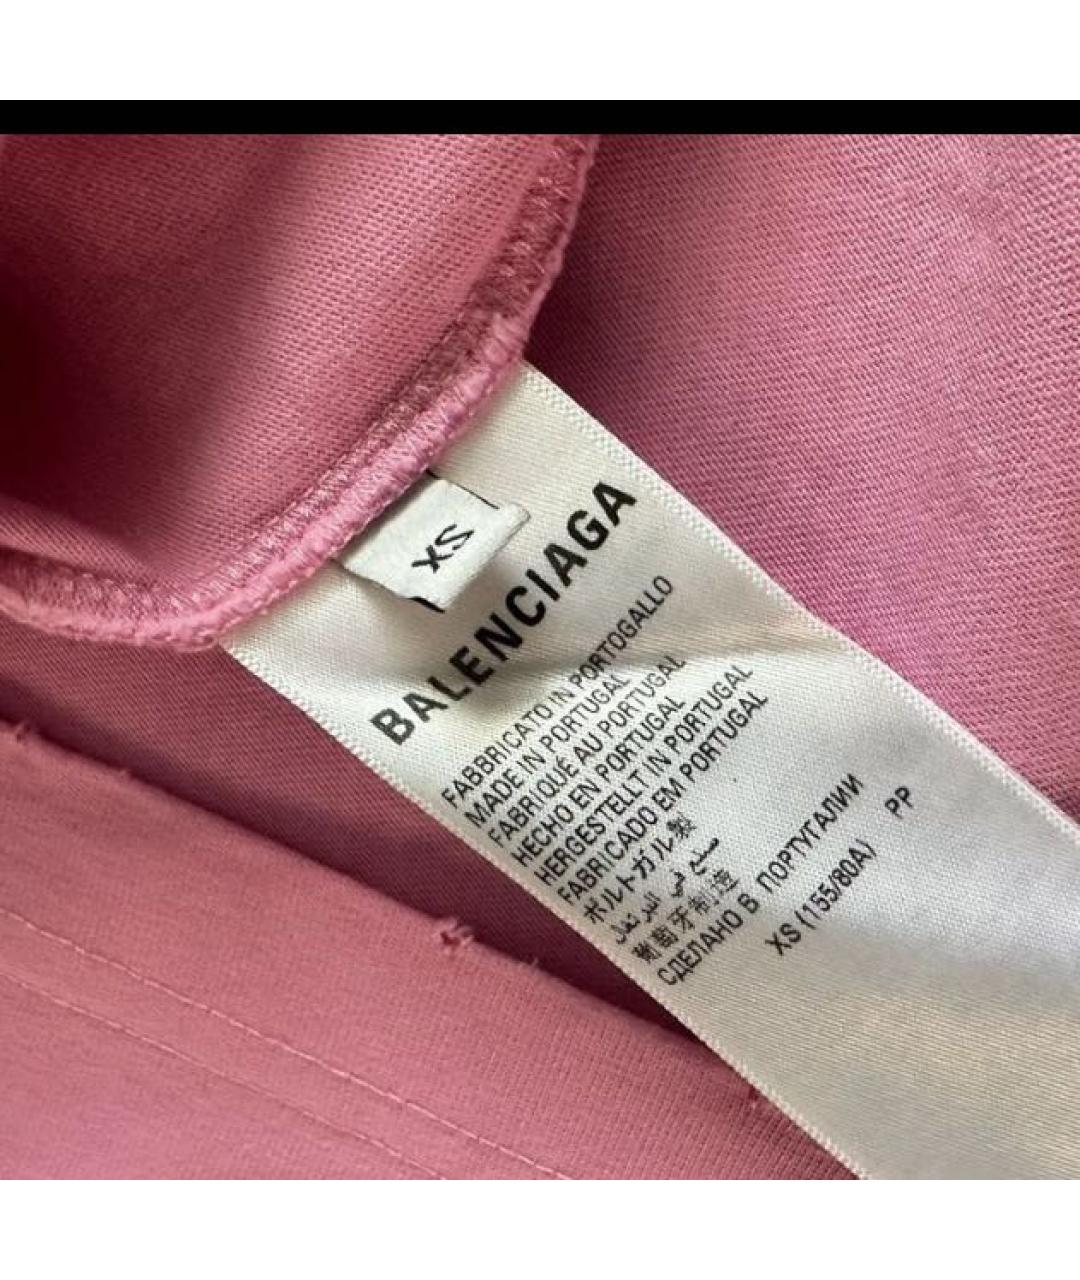 XS
BALENCIAGA
FABBRICATO IN PORTOGALLO
MADE IN PORTUGAL
FABRIQUÉ AU PORTUGAL
HECHO EN PORTUGAL
HERGESTELLT IN PORTUGAL
FABRICADO EM PORTUGAL
ポルトガル製
صنع في البرتغال
葡萄牙制造
СДЕЛАНО В ПОРТУГАЛИИ
XS (155/80A) PP